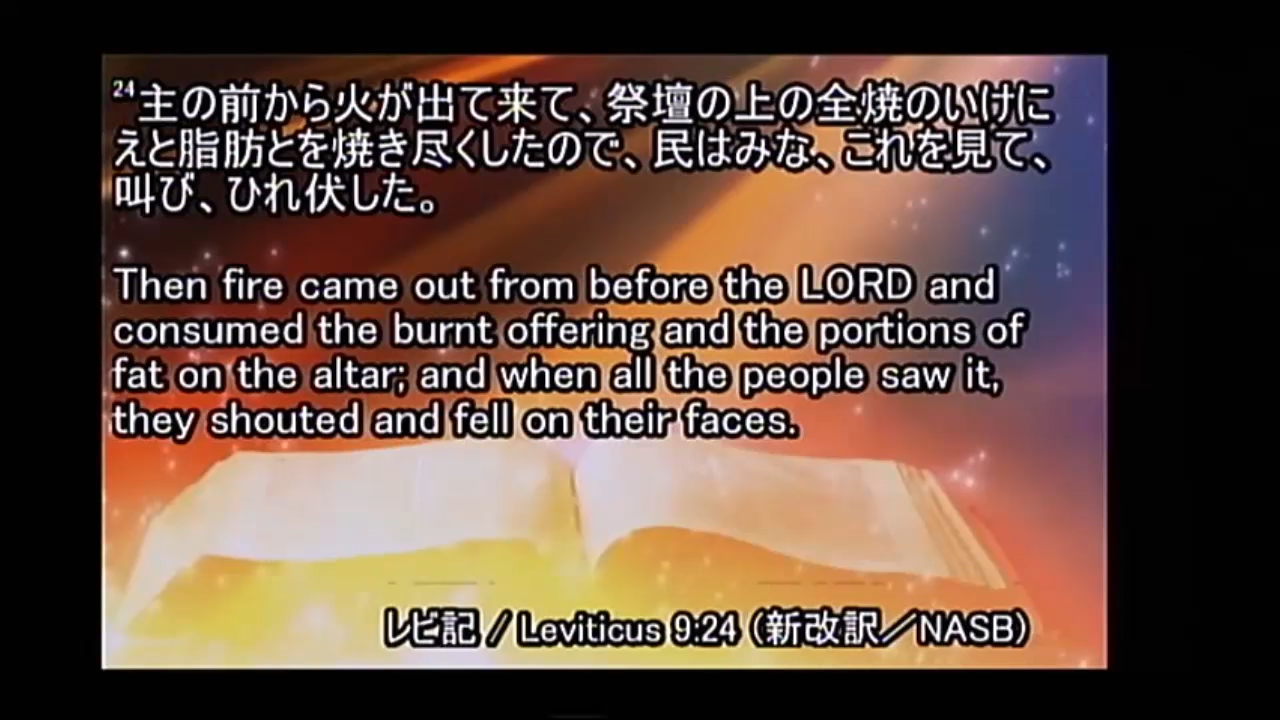 24主の前から火が出て来て、祭壇の上の全焼のいけに
えと脂肪とを焼き尽くしたので、民はみな、これを見て、
叫び、ひれ伏した。
Then fire came out from before the LORD and
consumed the burnt offering and the portions of
fat on the altar; and when all the people saw it,
they shouted and fell on their faces.
レビ記 / Leviticus 9:24 (新改訳／NASB)